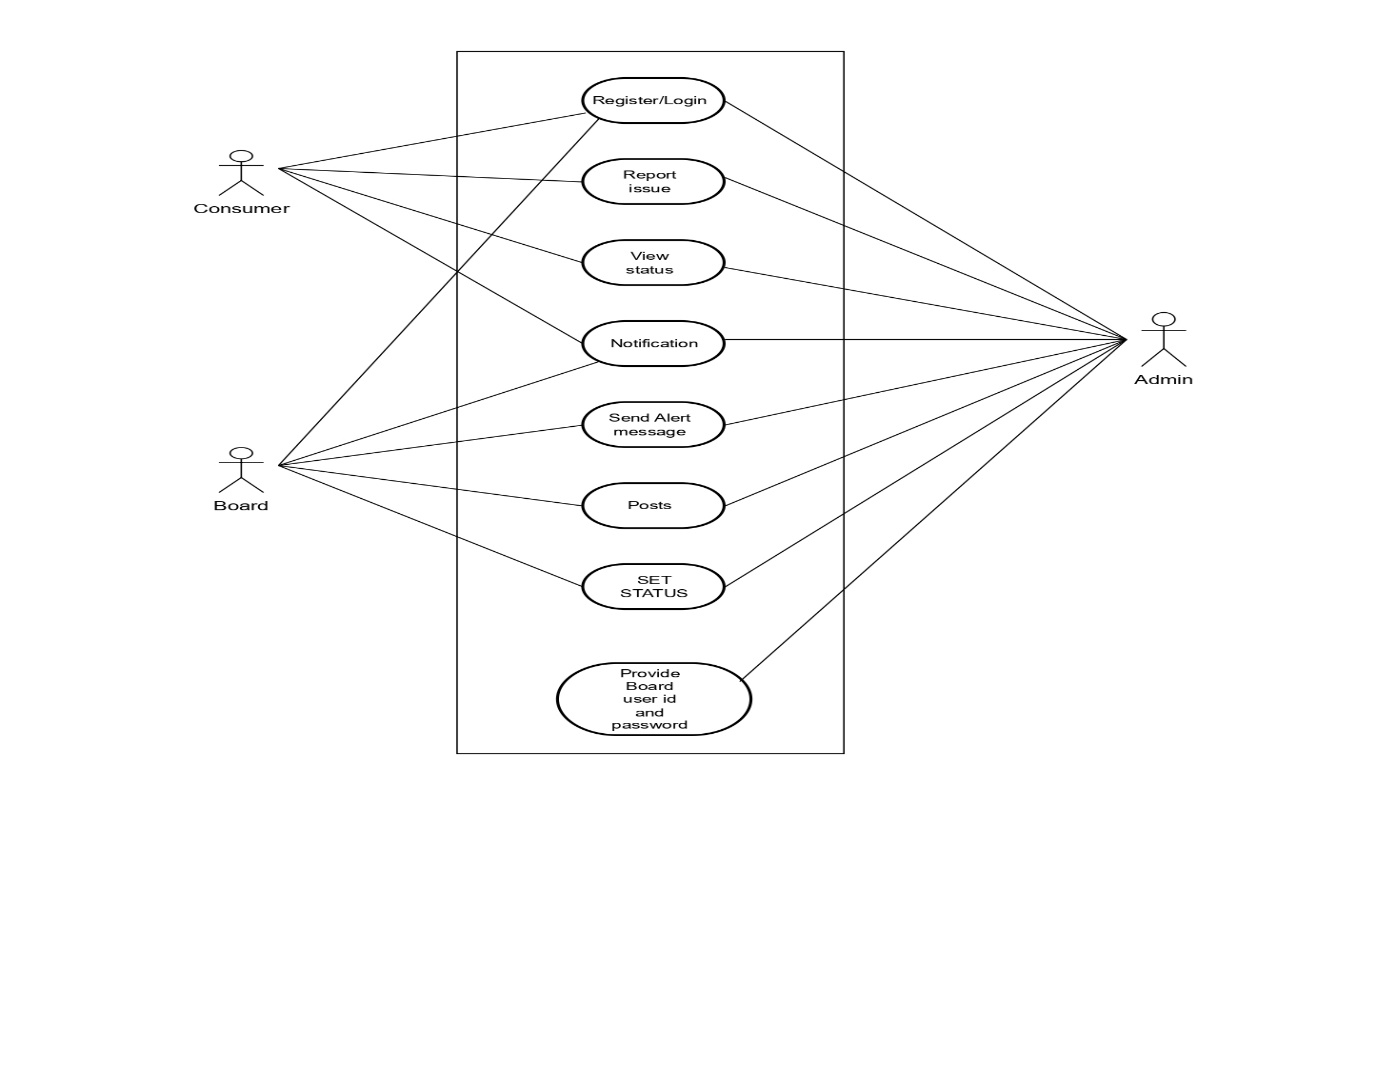 Register/Login
Report
issue
Consumer
View
status
Notification
Admin
Send Alert
message
Board
Posts
SET
STATUS
Provide
Board
user id
and
password